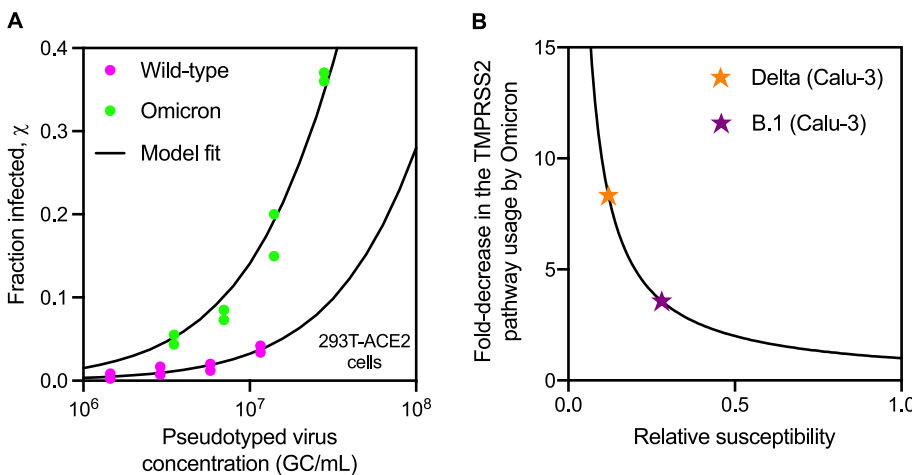 A
Fraction infected, χ
0.4
0.3
0.2
0.1
0.0
Wild-type
Omicron
Model fit
293T-ACE2
cells
10⁶
10⁷
10⁸
Pseudotyped virus
concentration (GC/mL)
B
Fold-decrease in the TMPRSS2
pathway usage by Omicron
15
10
5
0
Delta (Calu-3)
B.1 (Calu-3)
0.0
0.5
1.0
Relative susceptibility